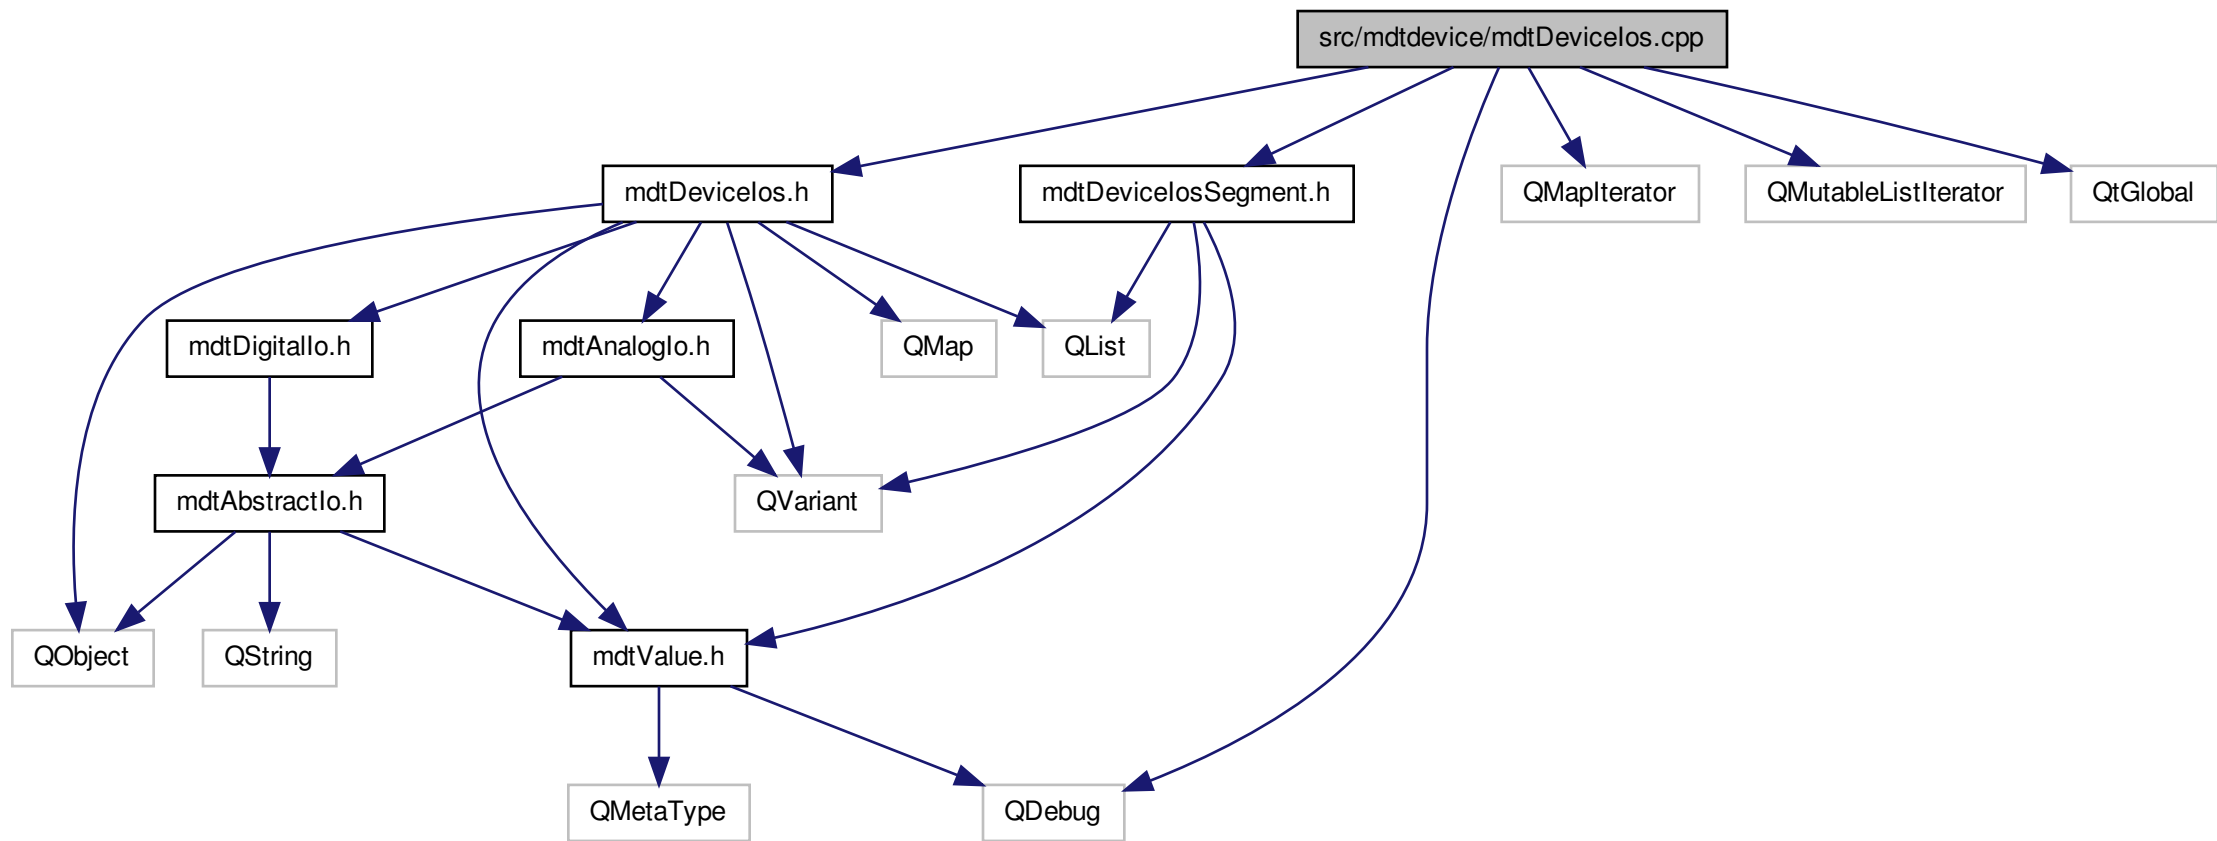 src/mdtdevice/mdtDeviceIos.cpp
mdtDeviceIos.h
mdtDeviceIosSegment.h
QMapIterator
QMutableListIterator
QtGlobal
mdtDigitalIo.h
mdtAnalogIo.h
QMap
QList
mdtAbstractIo.h
QVariant
QObject
QString
mdtValue.h
QMetaType
QDebug